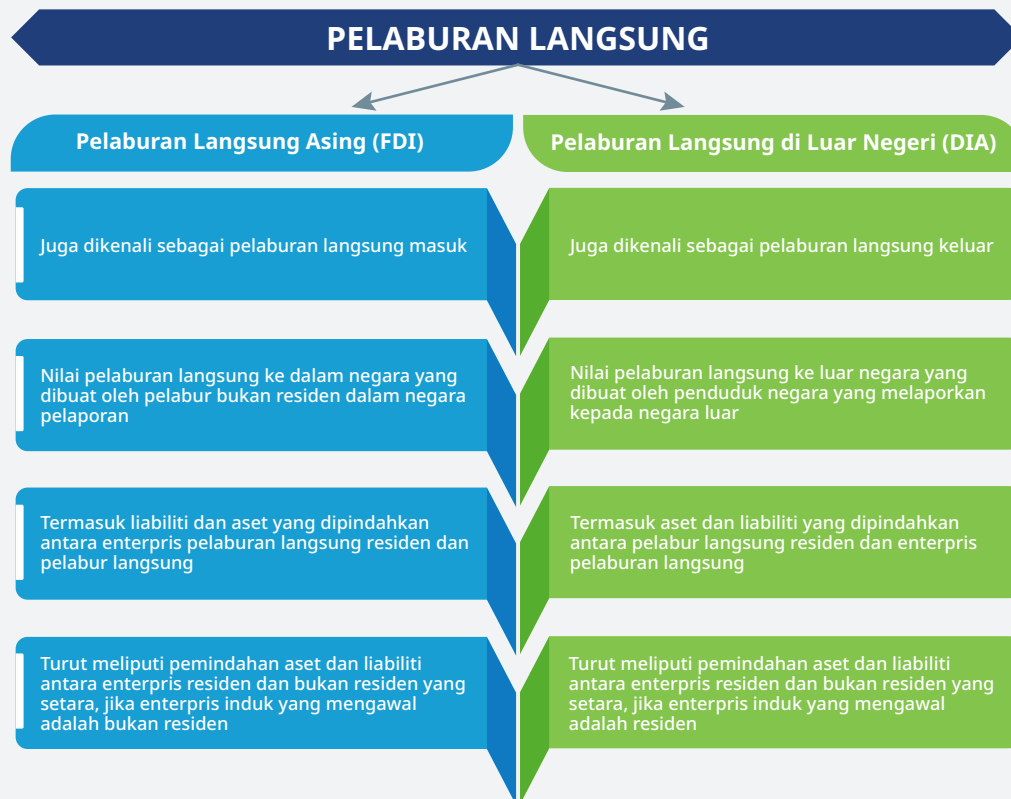 PELABURAN LANGSUNG
Pelaburan Langsung Asing (FDI)
Juga dikenali sebagai pelaburan langsung masuk
Nilai pelaburan langsung ke dalam negara yang
dibuat oleh pelabur bukan residen dalam negara
pelaporan
Termasuk liabiliti dan aset yang dipindahkan
antara enterpris pelaburan langsung residen dan
pelabur langsung
Turut meliputi pemindahan aset dan liabiliti
antara enterpris residen dan bukan residen yang
setara, jika enterpris induk yang mengawal
adalah bukan residen
Pelaburan Langsung di Luar Negeri (DIA)
Juga dikenali sebagai pelaburan langsung keluar
Nilai pelaburan langsung ke luar negara yang
dibuat oleh penduduk negara yang melaporkan
kepada negara luar
Termasuk aset dan liabiliti yang dipindahkan
antara pelabur langsung residen dan enterpris
pelaburan langsung
Turut meliputi pemindahan aset dan liabiliti
antara enterpris residen dan bukan residen yang
setara, jika enterpris induk yang mengawal
adalah residen